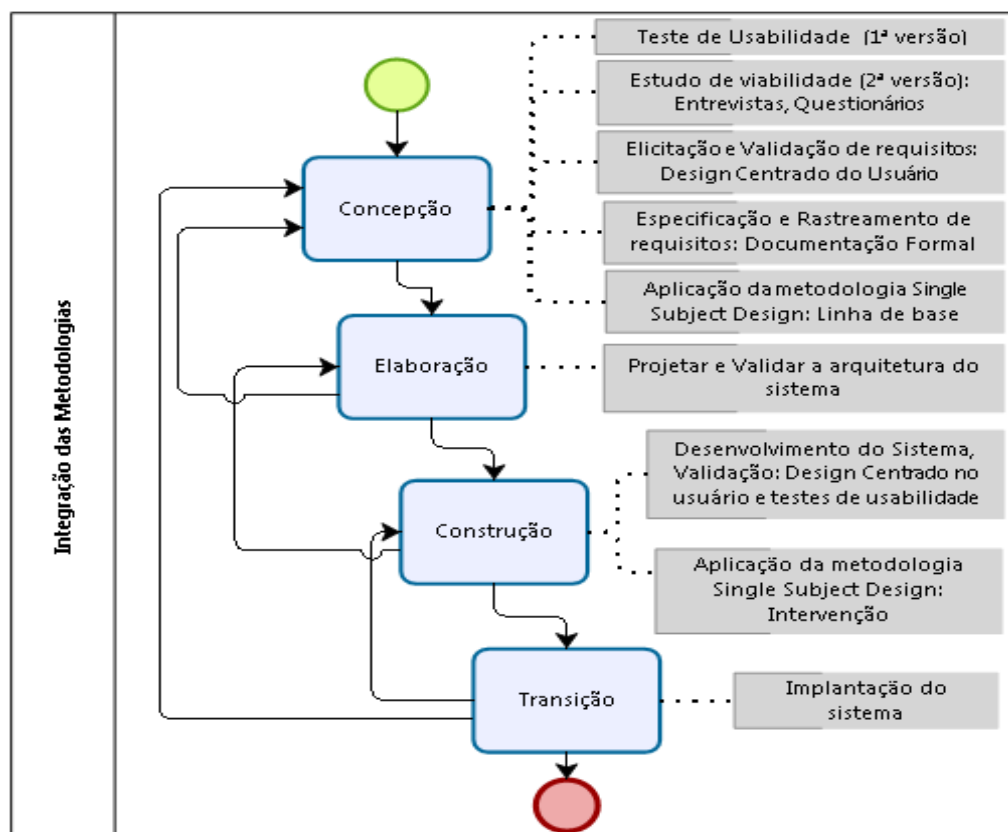 Integração das Metodologias
Teste de Usabilidade (1ª versão)
Estudo de viabilidade (2ª versão):
Entrevistas, Questionários
Elicitação e Validação de requisitos:
Design Centrado do Usuário
Concepção
Especificação e Rastreamento de
requisitos: Documentação Formal
Aplicação da metodologia Single
Subject Design: Linha de base
Elaboração
Projetar e Validar a arquitetura do
sistema
Desenvolvimento do Sistema,
Validação: Design Centrado no
usuário e testes de usabilidade
Construção
Aplicação da metodologia
Single Subject Design:
Intervenção
Transição
Implantação do
sistema